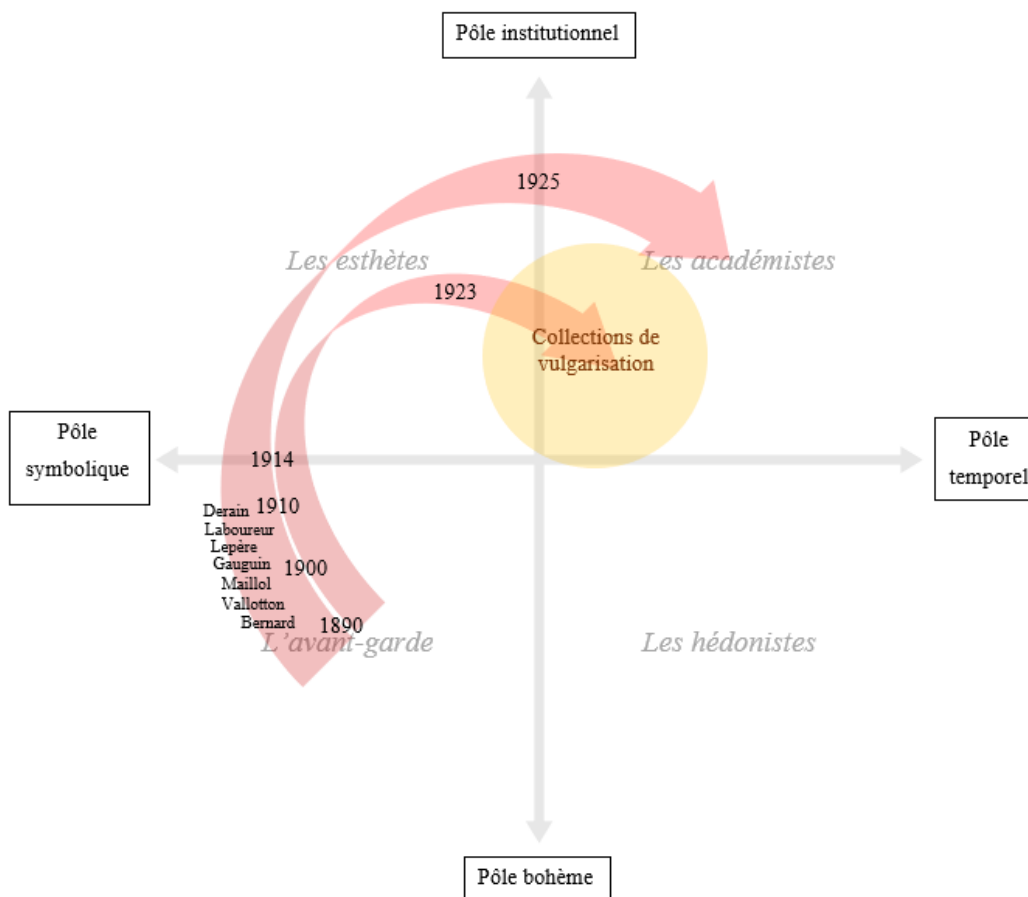 Pôle institutionnel
1925
Les esthètes
Les académistes
1923
Collections de
vulgarisation
Pôle
symbolique
Pôle
temporel
1914
Derain
1910
Laboureur
Lepère
Gauguin
1900
Maillol
Vallotton
Bernard
1890
L'avant-garde
Les hédonistes
Pôle bohème